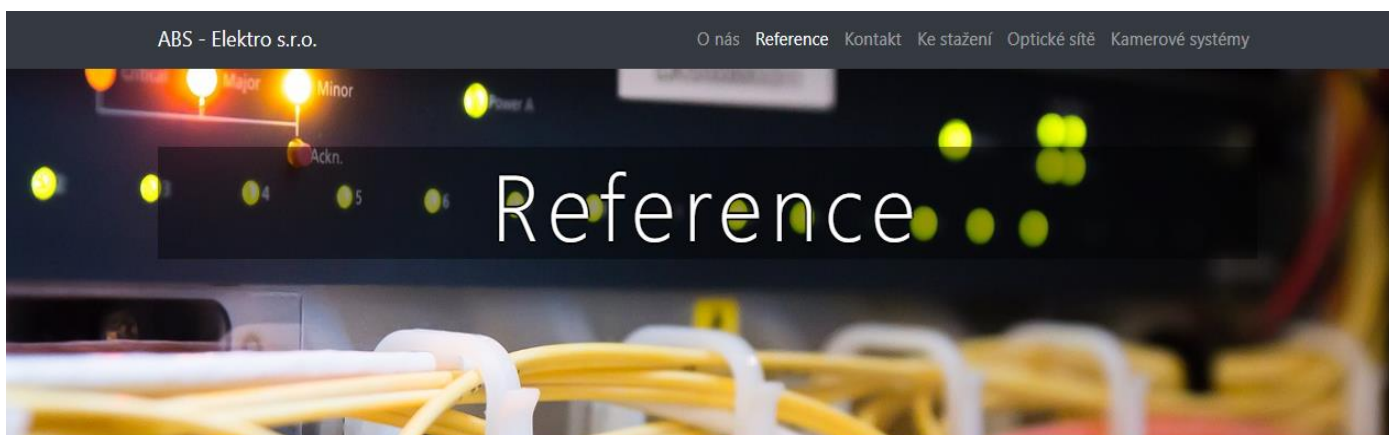 ABS - Elektro s.r.o.
O nás Reference Kontakt Ke stažení Optické sítě Kamerové systémy
Critical Major Minor
Power A
Ackn.
4 5 6
Reference